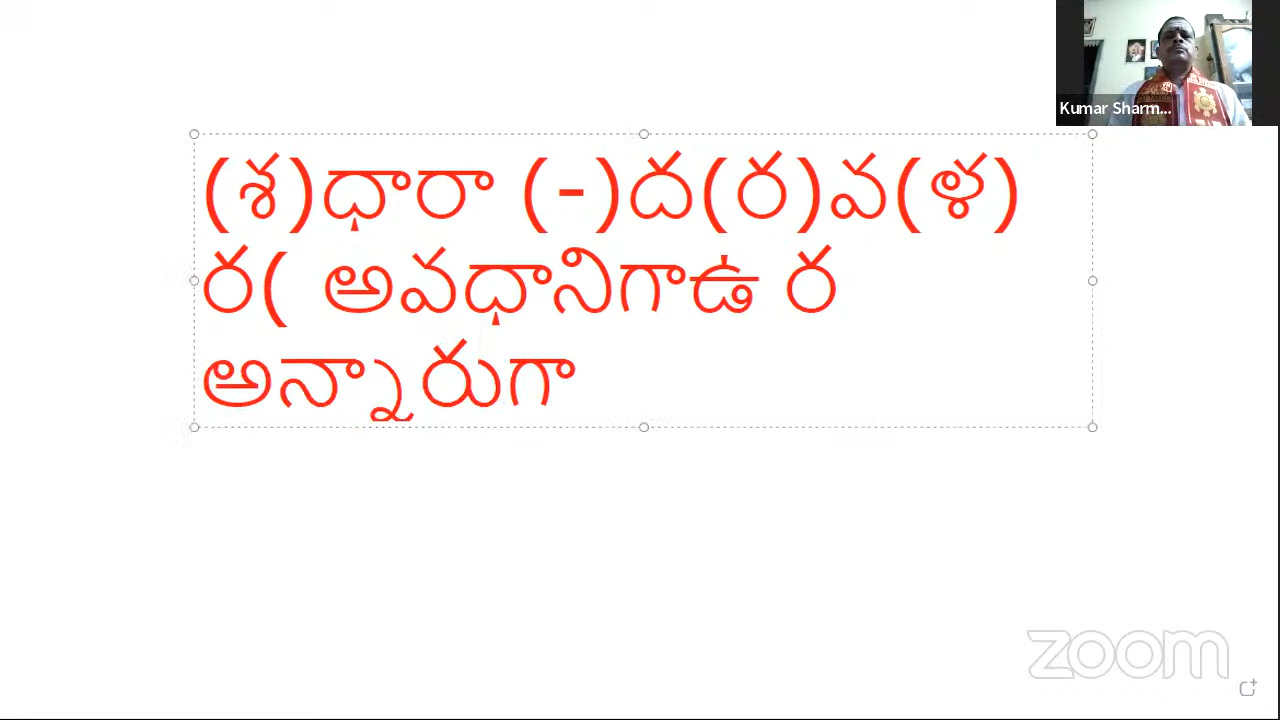 Kumar Sharm...
(శ)ధారా (-)ద(ర)వ(ళ)
ర( అవధానిగాఉ ర
అన్నారుగా
zoom